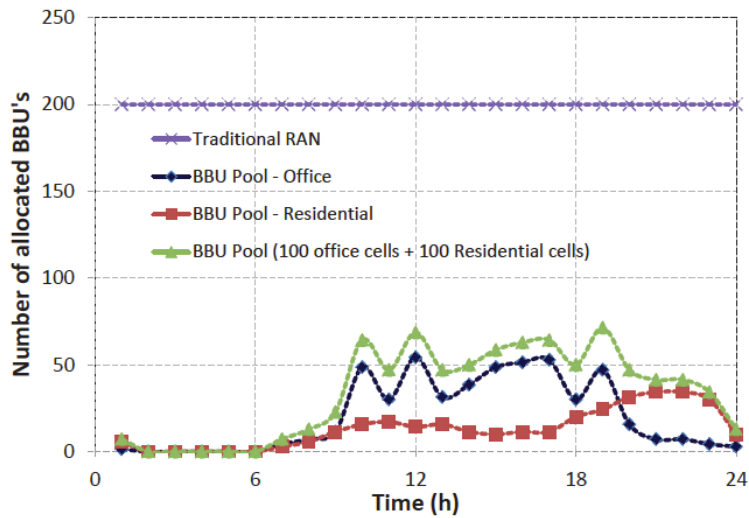 250
200
150
100
50
0
Number of allocated BBU's
Traditional RAN
BBU Pool - Office
BBU Pool - Residential
BBU Pool (100 office cells + 100 Residential cells)
0 6 12 18 24
Time (h)